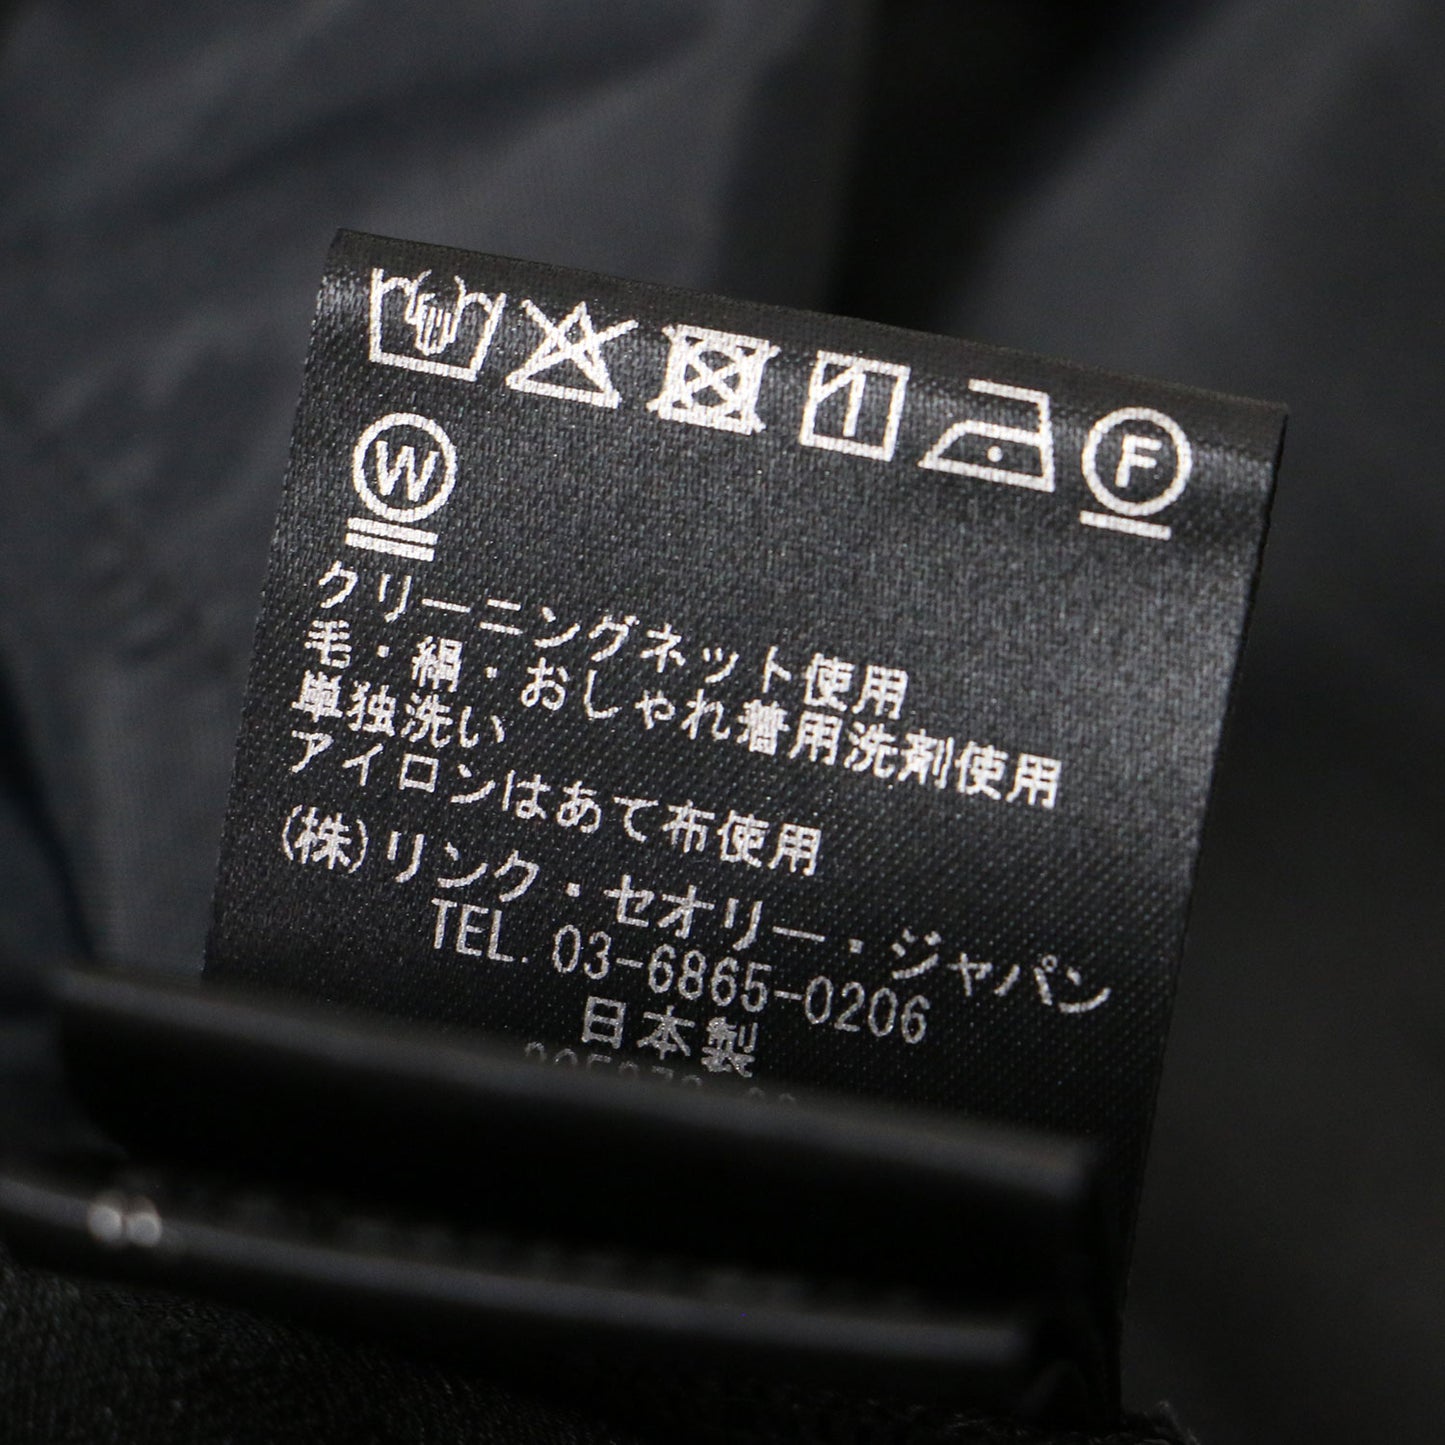 F
W
クリーニングネット使用
毛・絹・おしゃれ着用洗剤使用
単独洗い
アイロンはあて布使用
(株)リンク・セオリー・ジャパン
TEL. 03-6865-0206
日本製